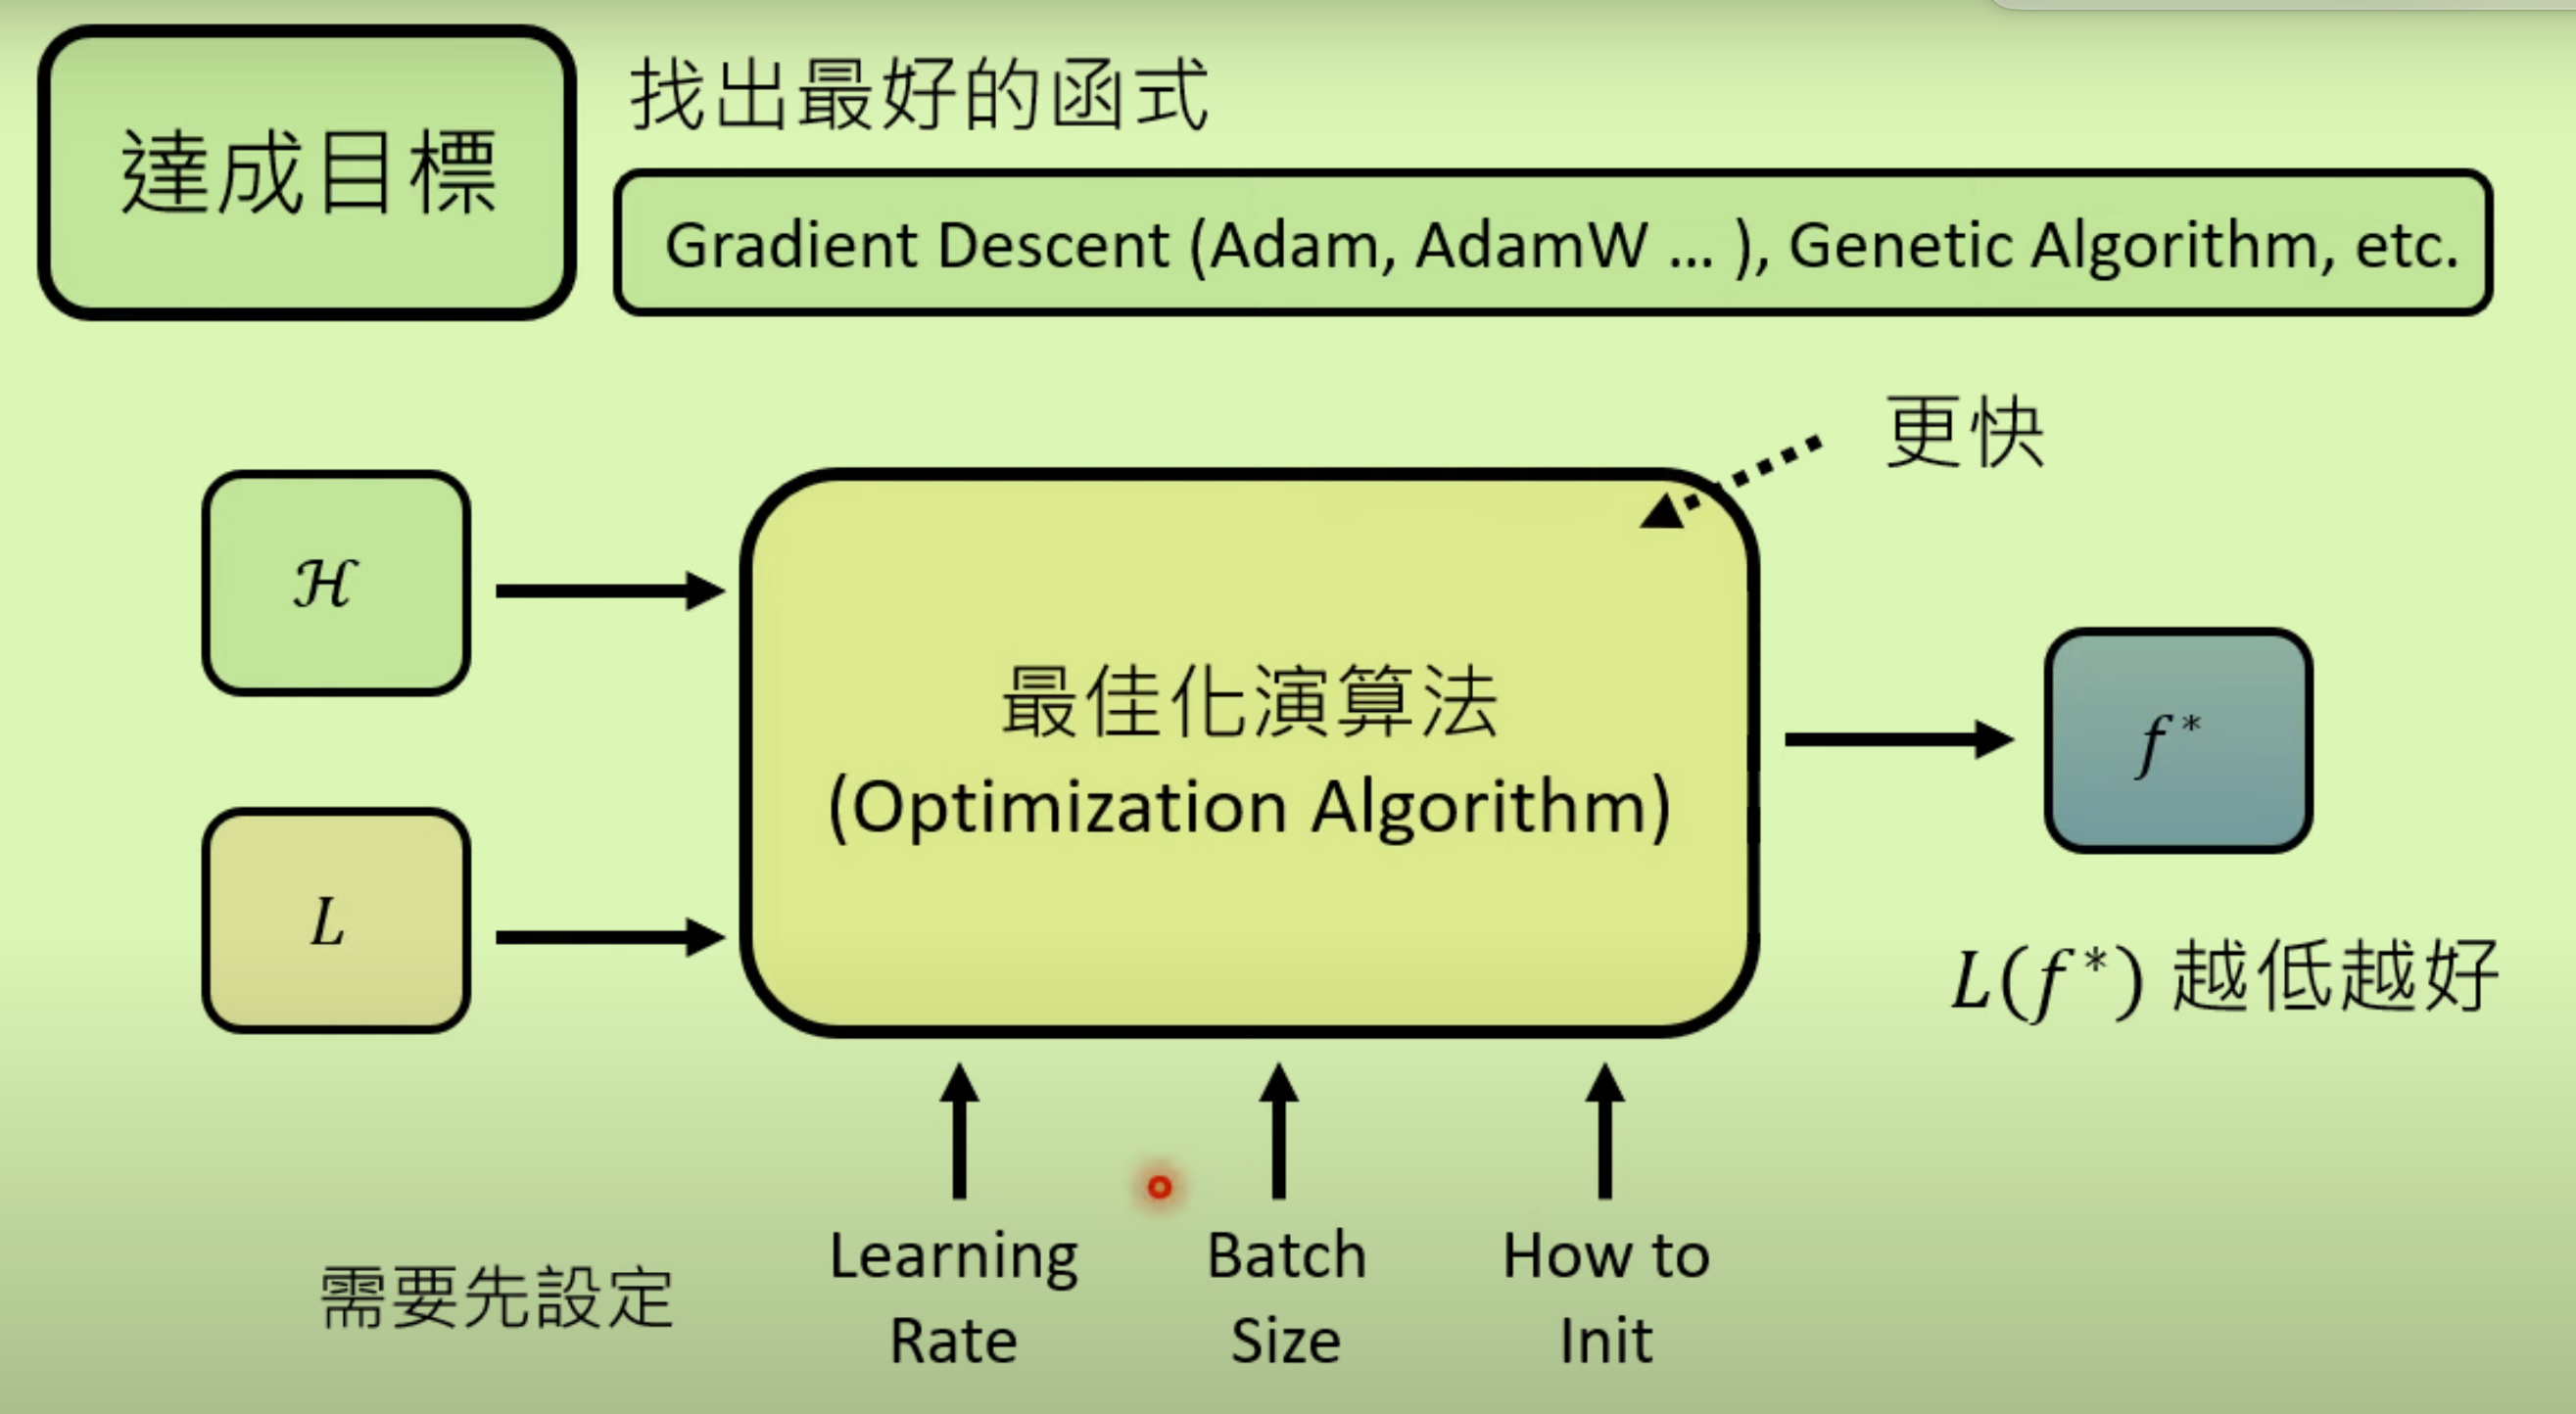 達成目標
找出最好的函式
Gradient Descent (Adam, AdamW ... ), Genetic Algorithm, etc.
更快
ℋ
最佳化演算法
(Optimization Algorithm)
f*
L
L(f*) 越低越好
需要先設定
Learning
Rate
Batch
Size
How to
Init